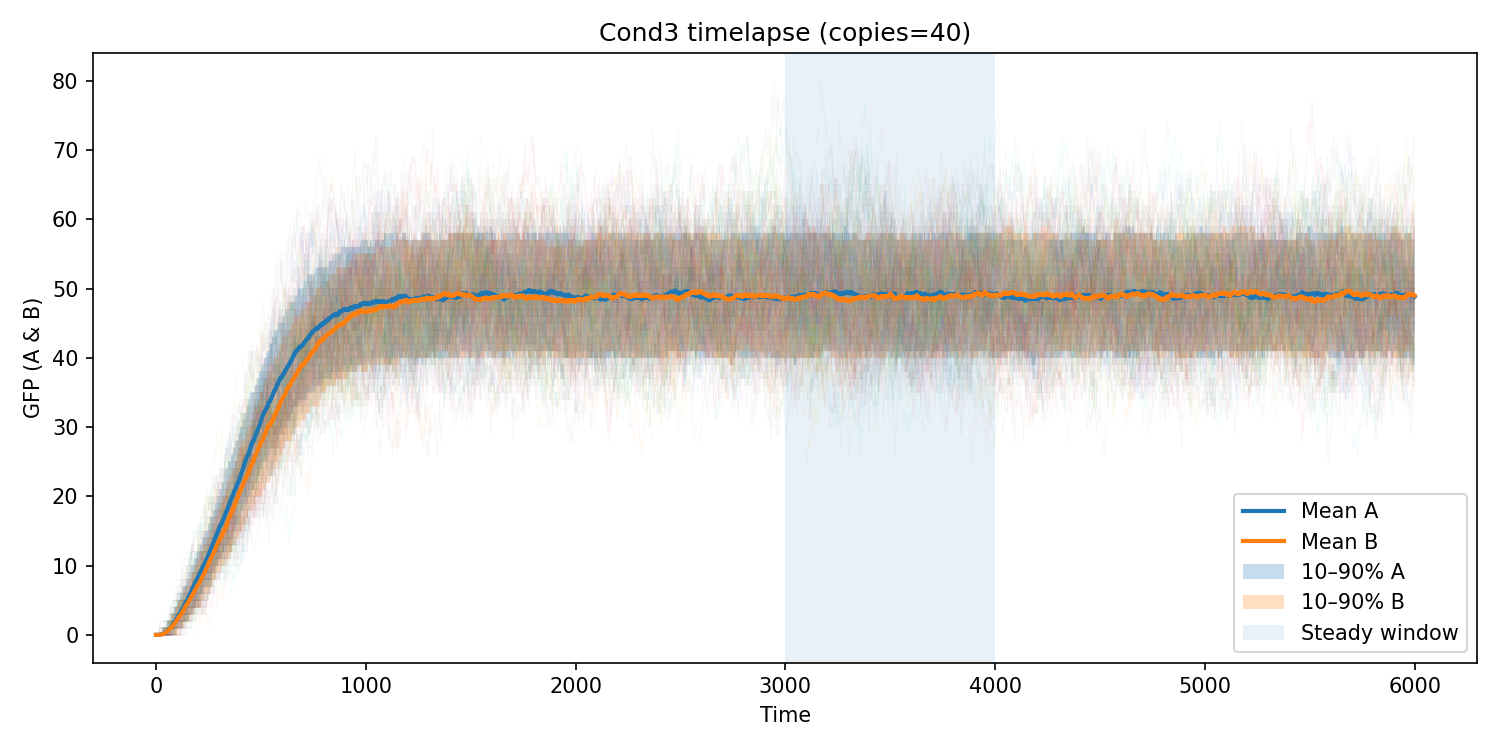 Cond3 timelapse (copies=40)
GFP (A & B)
80
70
60
50
40
30
20
10
0
0 1000 2000 3000 4000 5000 6000
Time
Mean A
Mean B
10–90% A
10–90% B
Steady window